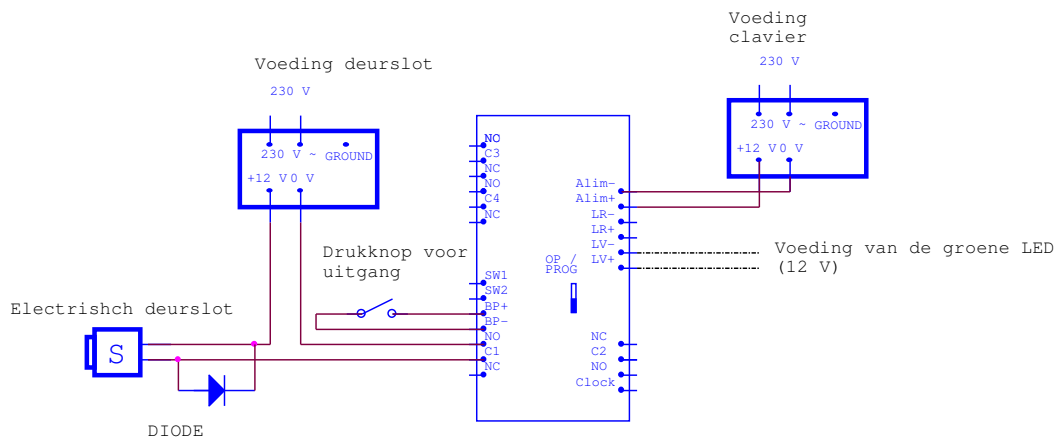 Voeding
clavier
230 V
Voeding deurslot
230 V
230 V ~ GROUND
+12 V 0 V
230 V ~ GROUND
+12 V 0 V
NO
C3
NC
NO
C4
NC
Alim-
Alim+
LR-
LR+
LV-
LV+
Voeding van de groene LED
(12 V)
OP /
PROG
Drukknop voor
uitgang
SW1
SW2
BP+
BP-
NO
C1
NC
NC
C2
NO
Clock
Electrishch deurslot
S
DIODE